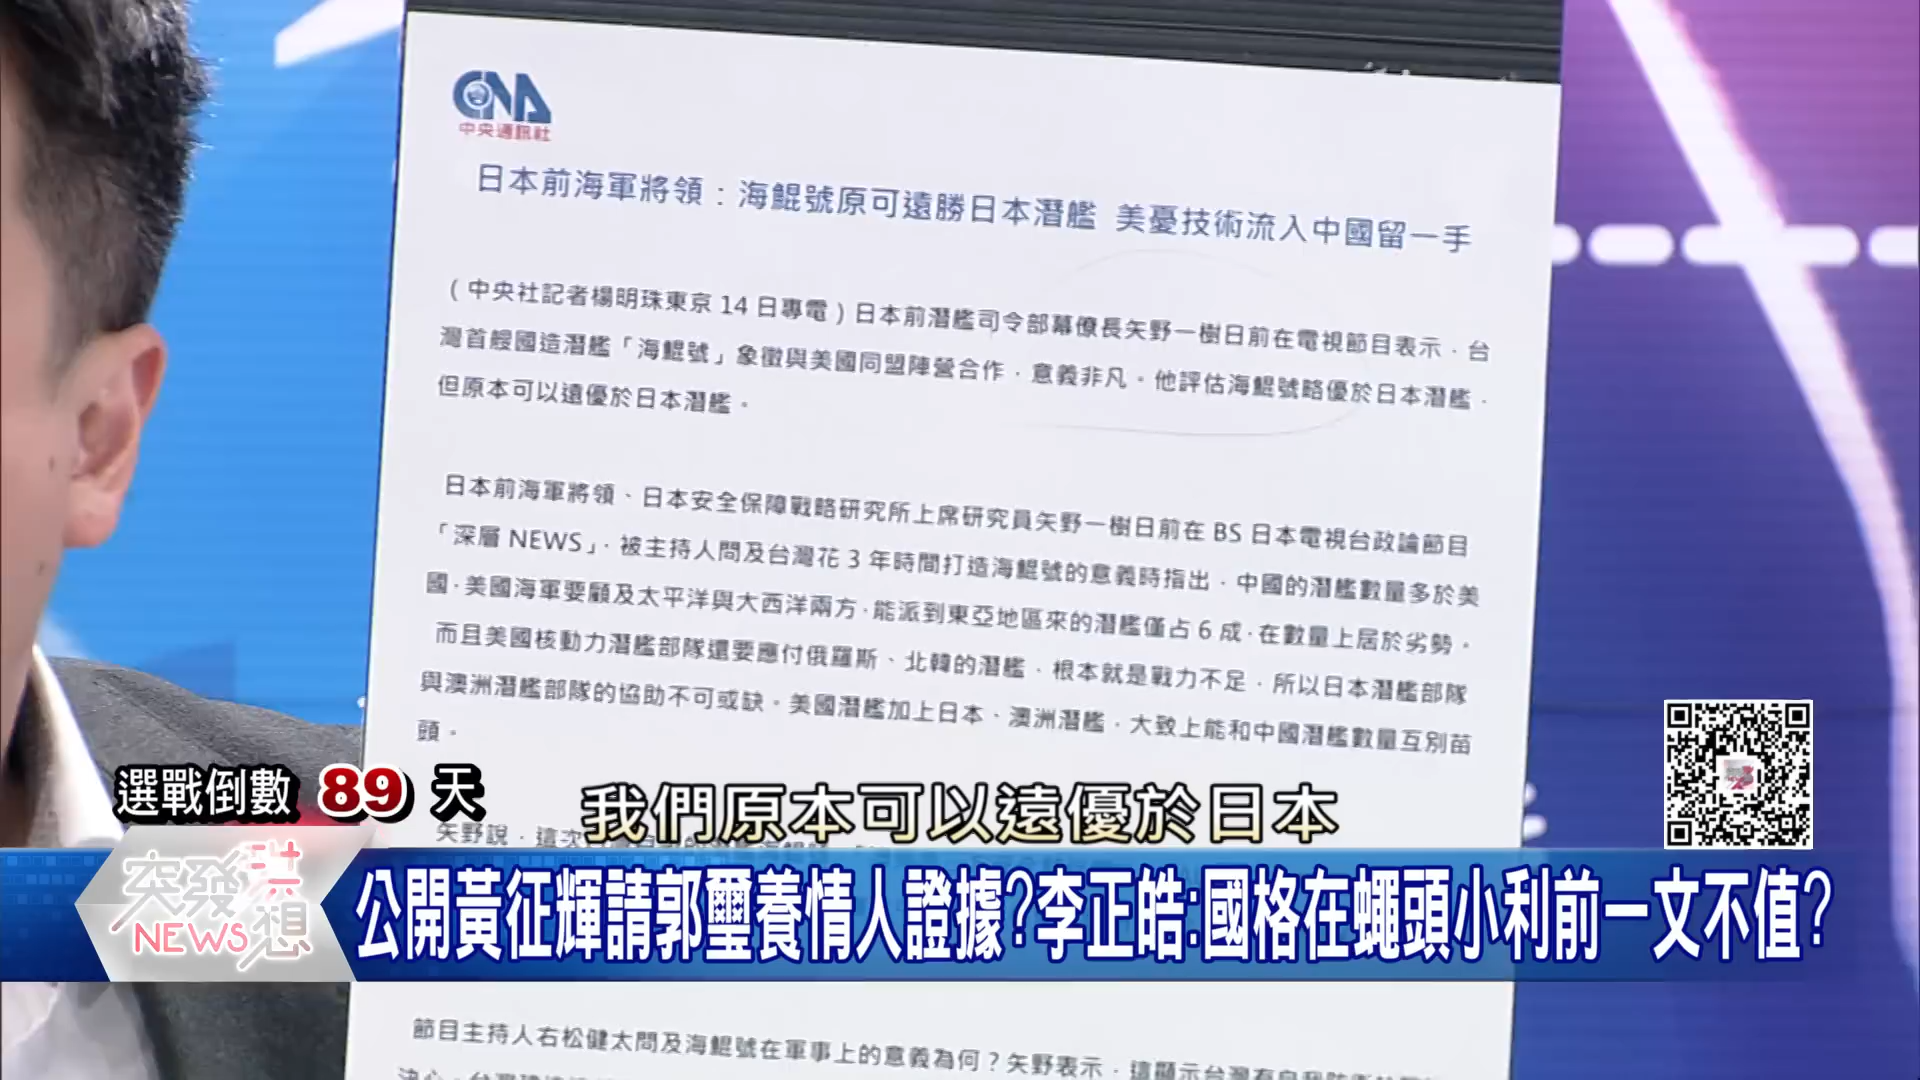 CNA
中央通訊社
日本前海軍將領：海鯤號原可遠勝日本潛艦 美憂技術流入中國留一手
（中央社記者楊明珠東京 14 日專電）日本前潛艦司令部幕僚長矢野一樹日前在電視節目表示，台
灣首艘國造潛艦「海鯤號」象徵與美國同盟陣營合作，意義非凡。他評估海鯤號略優於日本潛艦，
但原本可以遠優於日本潛艦。
日本前海軍將領、日本安全保障戰略研究所上席研究員矢野一樹日前在 BS 日本電視台政論節目
「深層 NEWS」，被主持人問及台灣花 3 年時間打造海鯤號的意義時指出，中國的潛艦數量多於美
國，美國海軍要顧及太平洋與大西洋兩方，能派到東亞地區來的潛艦僅占 6 成，在數量上居於劣勢。
而且美國核動力潛艦部隊還要應付俄羅斯、北韓的潛艦，根本就是戰力不足，所以日本潛艦部隊
與澳洲潛艦部隊的協助不可或缺。美國潛艦加上日本、澳洲潛艦，大致上能和中國潛艦數量互別苗
頭。
選戰倒數 89 天
我們原本可以遠優於日本
矢野說，這次
突發琪想
NEWS
公開黃征輝請郭璽養情人證據?李正皓:國格在蠅頭小利前一文不值?
節目主持人右松健太問及海鯤號在軍事上的意義為何？矢野表示，這顯示台灣有自我防衛
決心，台灣